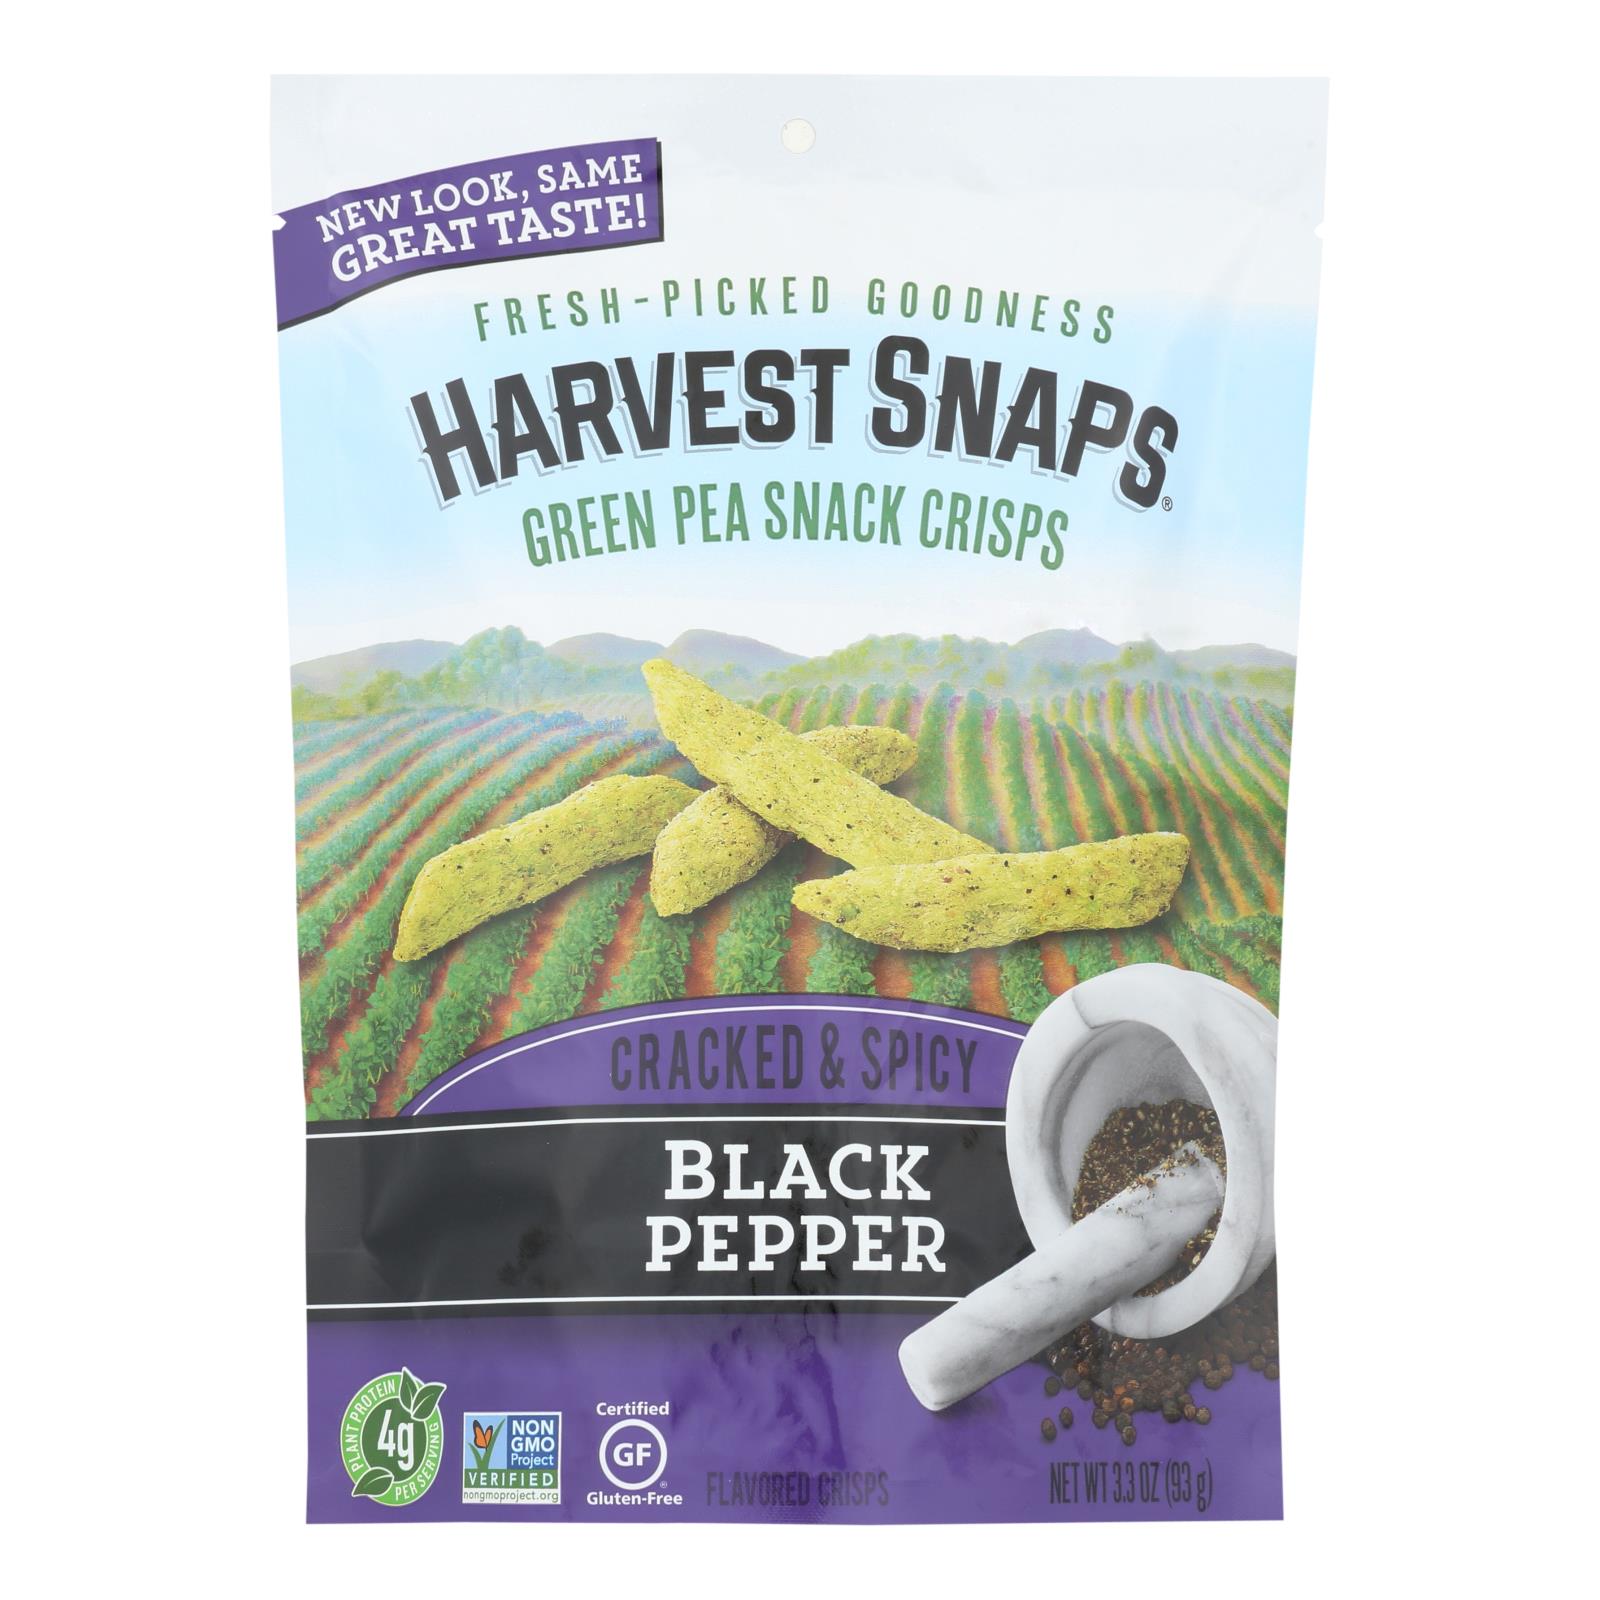 NEW LOOK, SAME
GREAT TASTE!
FRESH-PICKED GOODNESS
HARVEST SNAPS®
GREEN PEA SNACK CRISPS
CRACKED & SPICY
BLACK
PEPPER
PLANT PROTEIN
4g
PER SERVING
NON
GMO
Project
VERIFIED
nongmoproject.org
Certified
GF®
Gluten-Free
FLAVORED CRISPS
NET WT 3.3 OZ (93 g)